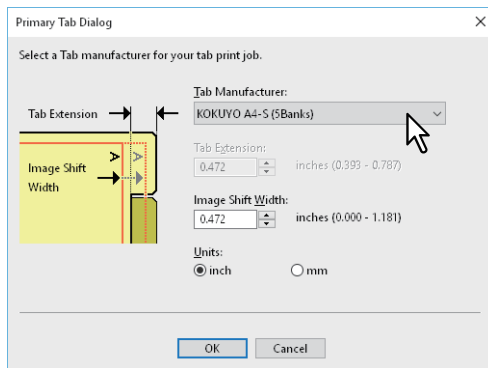 Primary Tab Dialog
Select a Tab manufacturer for your tab print job.
Tab Manufacturer:
KOKUYO A4-S (5Banks)
Tab Extension
Tab Extension:
0.472 inches (0.393 - 0.787)
A A
Image Shift
Width
Image Shift Width:
0.472 inches (0.000 - 1.181)
Units:
inch mm
OK Cancel